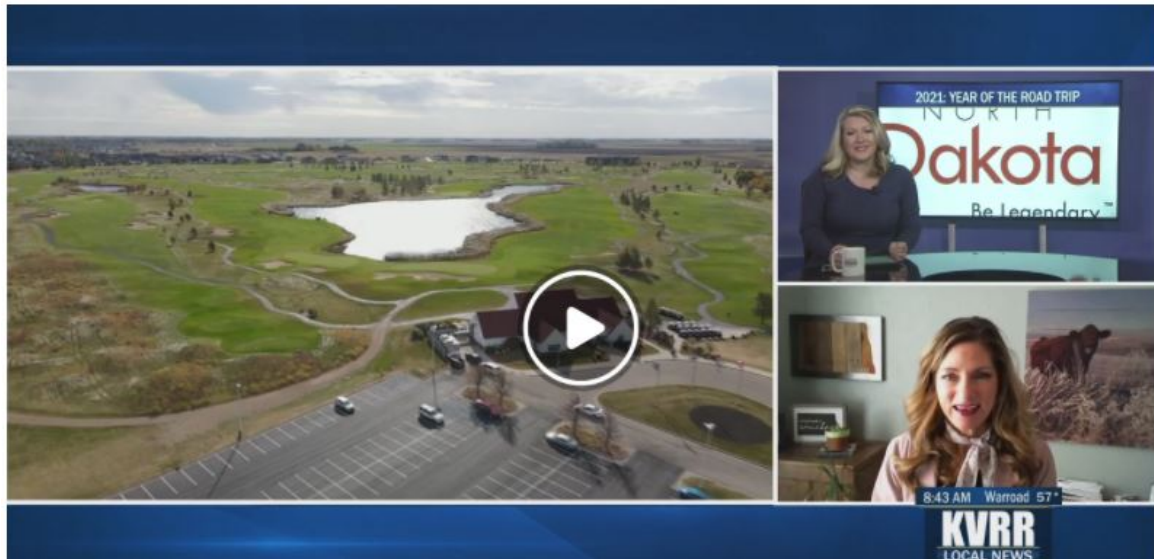 2021: YEAR OF THE ROAD TRIP
NORTH
Dakota
Be Legendary™
8:43 AM Warroad 57°
KVRR
LOCAL NEWS